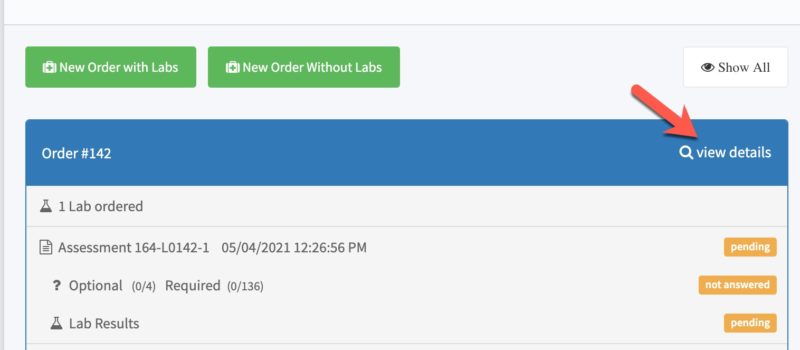 New Order with Labs New Order Without Labs Show All
Order #142 view details
1 Lab ordered
Assessment 164-L0142-1 05/04/2021 12:26:56 PM pending
? Optional (0/4) Required (0/136) not answered
Lab Results pending